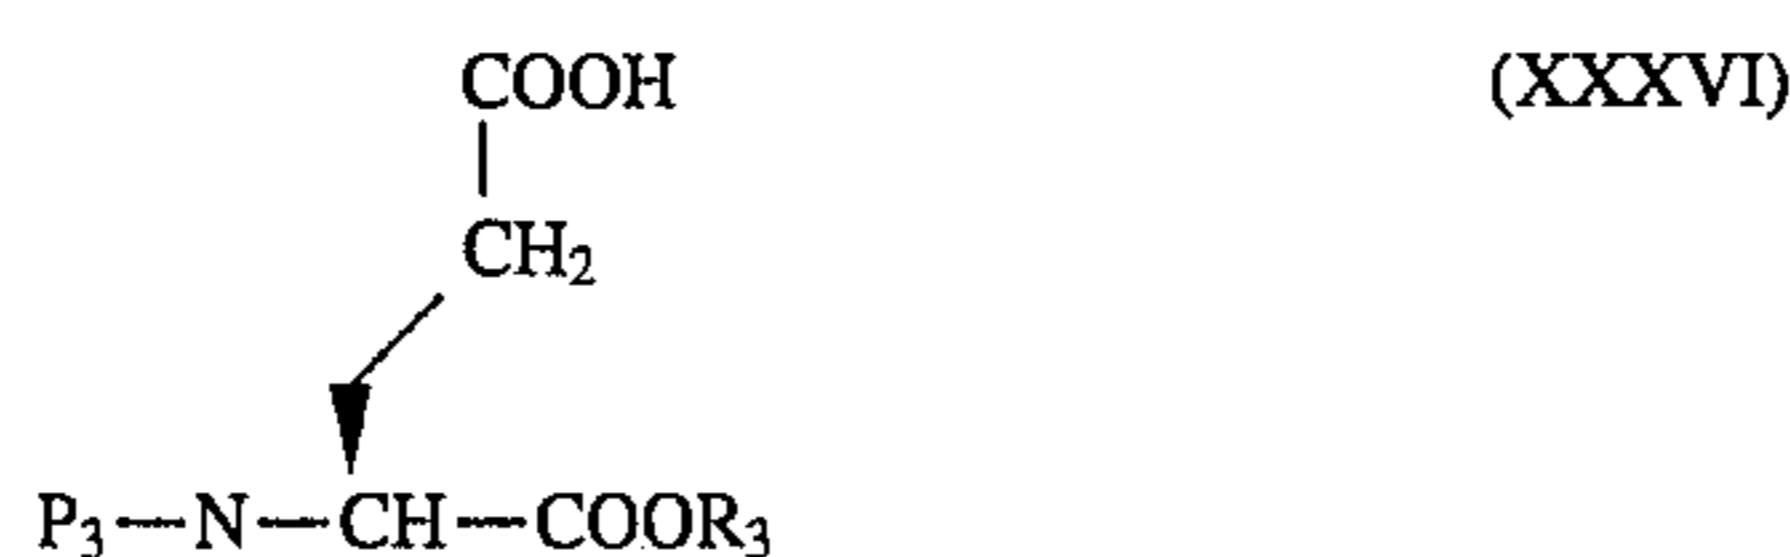 COOH (XXXVI)
CH₂
P₃—N—CH—COOR₃